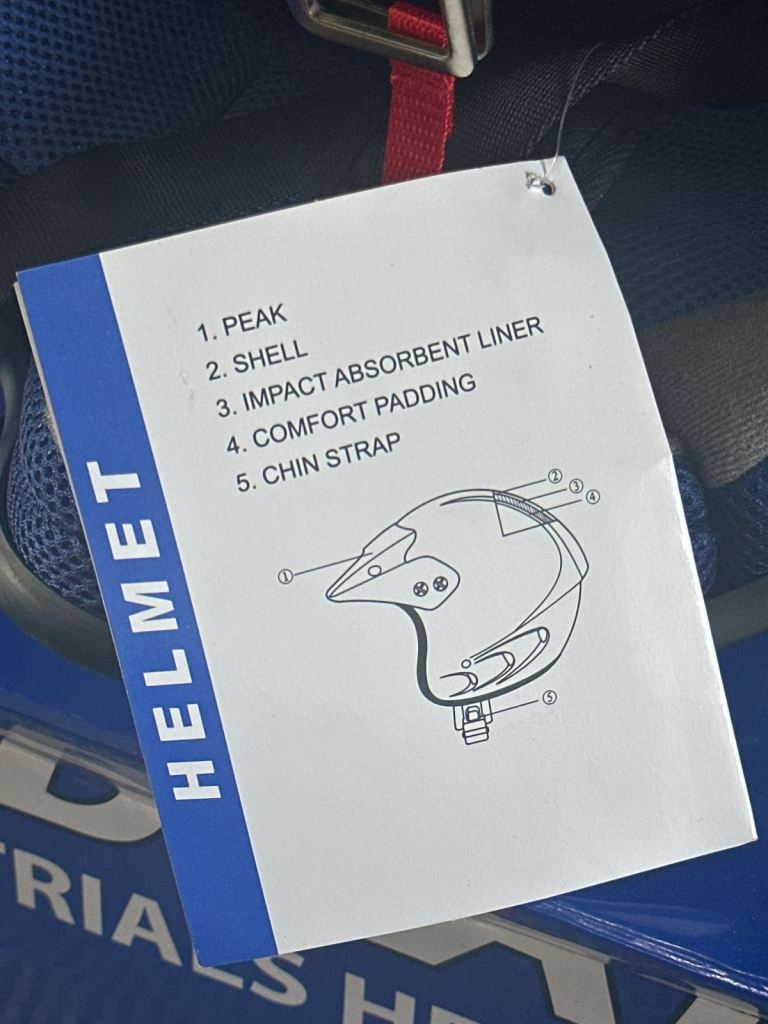 1. PEAK
2. SHELL
3. IMPACT ABSORBENT LINER
4. COMFORT PADDING
5. CHIN STRAP
②
③
④
①
⑤
HELMET
TRIALS HE